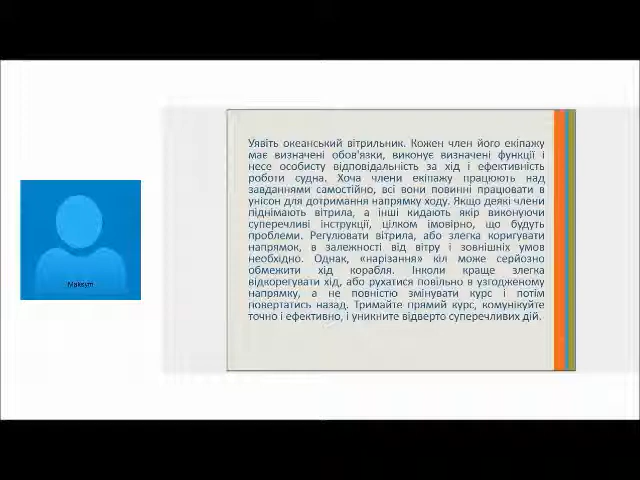 Уявіть океанський вітрильник. Кожен член його екіпажу
має визначені обов'язки, виконує визначені функції і
несе особисту відповідальність за хід і ефективність
роботи судна. Хоча члени екіпажу працюють над
завданнями самостійно, всі вони повинні працювати в
унісон для дотримання напрямку ходу. Якщо деякі члени
піднімають вітрила, а інші кидають якір виконуючи
суперечливі інструкції, цілком імовірно, що будуть
проблеми. Регулювати вітрила, або злегка коригувати
напрямок, в залежності від вітру і зовнішніх умов
необхідно. Однак, «нарізання» кіл може серйозно
обмежити хід корабля. Інколи краще злегка
відкорегувати хід, або рухатися повільно в узгодженому
напрямку, а не повністю змінувати курс і потім
повертатись назад. Тримайте прямий курс, комунікуйте
точно і ефективно, і уникните відверто суперечливих дій.
Maksym